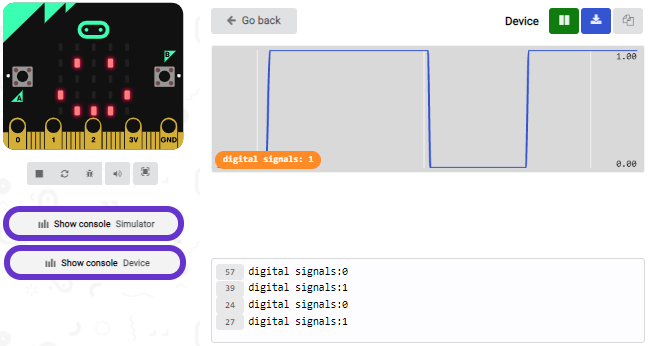 Go back
Device
B
A
0
1
2
3V
GND
1.00
digital signals: 1
0.00
Show console Simulator
Show console Device
57 digital signals:0
39 digital signals:1
24 digital signals:0
27 digital signals:1